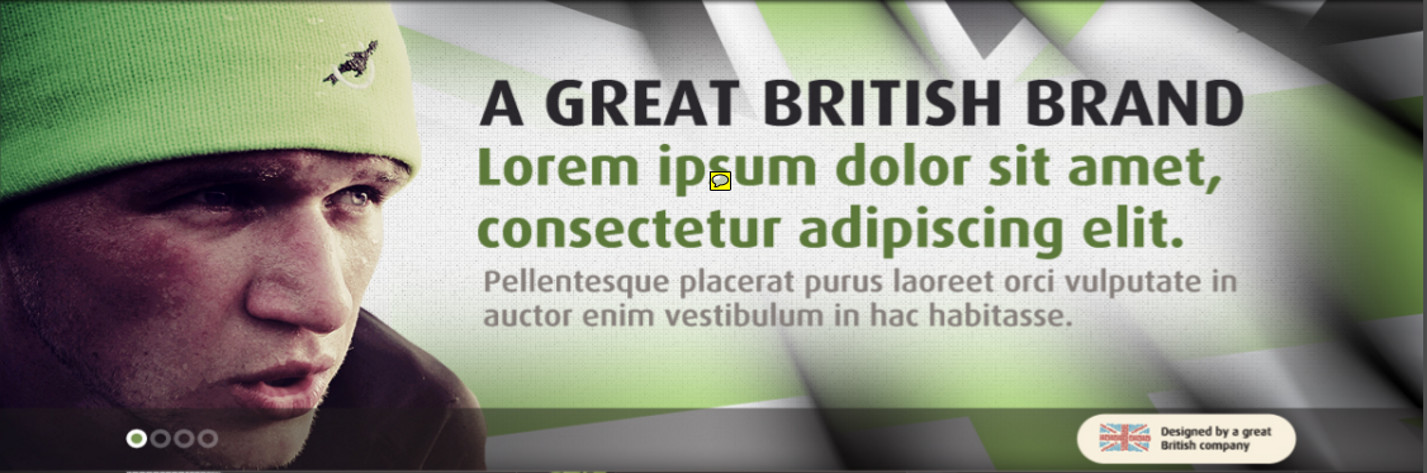 A GREAT BRITISH BRAND
Lorem ipsum dolor sit amet,
consectetur adipiscing elit.
Pellentesque placerat purus laoreet orci vulputate in
auctor enim vestibulum in hac habitasse.
Designed by a great
British company